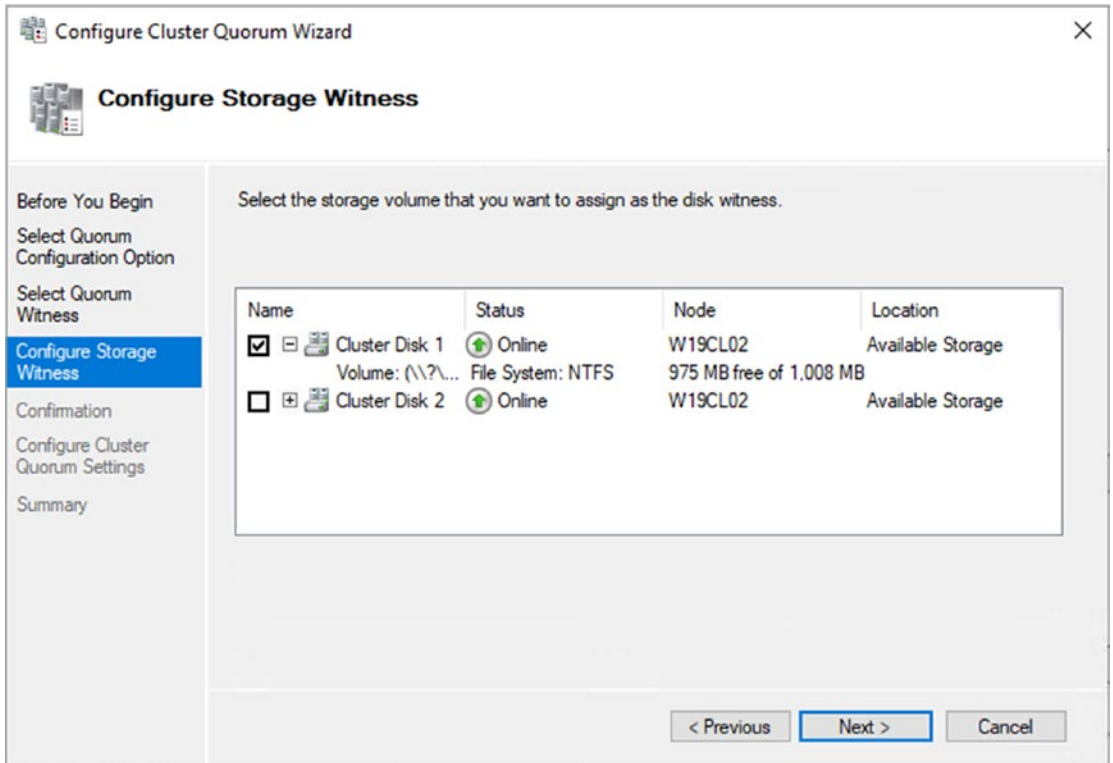 Configure Cluster Quorum Wizard
Configure Storage Witness
Before You Begin
Select Quorum
Configuration Option
Select Quorum
Witness
Configure Storage
Witness
Confirmation
Configure Cluster
Quorum Settings
Summary
Select the storage volume that you want to assign as the disk witness.
Name Status Node Location
Cluster Disk 1 Online W19CL02 Available Storage
Volume: (\\?\... File System: NTFS 975 MB free of 1,008 MB
Cluster Disk 2 Online W19CL02 Available Storage
< Previous Next > Cancel